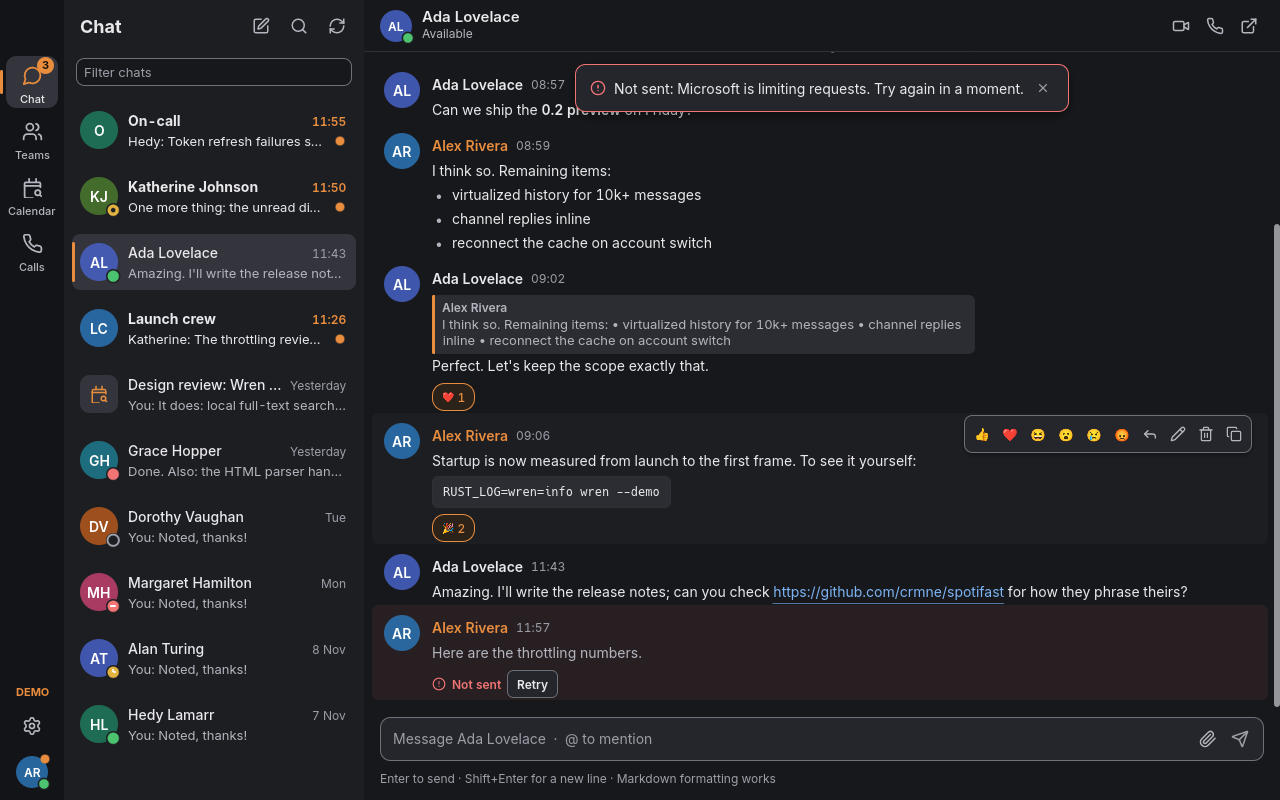 Chat
3
Chat
Teams
Calendar
Calls
DEMO
AR
Filter chats
O
On-call
11:55
Hedy: Token refresh failures s...
KJ
Katherine Johnson
11:50
One more thing: the unread di...
AL
Ada Lovelace
11:43
Amazing. I'll write the release not...
LC
Launch crew
11:26
Katherine: The throttling revie...
Design review: Wren ...
Yesterday
You: It does: local full-text search...
GH
Grace Hopper
Yesterday
Done. Also: the HTML parser han...
DV
Dorothy Vaughan
Tue
You: Noted, thanks!
MH
Margaret Hamilton
Mon
You: Noted, thanks!
AT
Alan Turing
8 Nov
You: Noted, thanks!
HL
Hedy Lamarr
7 Nov
You: Noted, thanks!
AL
Ada Lovelace
Available
Not sent: Microsoft is limiting requests. Try again in a moment.
AL
Ada Lovelace 08:57
Can we ship the 0.2 preview on Friday?
AR
Alex Rivera 08:59
I think so. Remaining items:
• virtualized history for 10k+ messages
• channel replies inline
• reconnect the cache on account switch
AL
Ada Lovelace 09:02
Alex Rivera
I think so. Remaining items: • virtualized history for 10k+ messages • channel replies
inline • reconnect the cache on account switch
Perfect. Let's keep the scope exactly that.
❤️ 1
AR
Alex Rivera 09:06
Startup is now measured from launch to the first frame. To see it yourself:
RUST_LOG=wren=info wren --demo
🎉 2
AL
Ada Lovelace 11:43
Amazing. I'll write the release notes; can you check https://github.com/crmne/spotifast for how they phrase theirs?
AR
Alex Rivera 11:57
Here are the throttling numbers.
Not sent
Retry
Message Ada Lovelace · @ to mention
Enter to send · Shift+Enter for a new line · Markdown formatting works